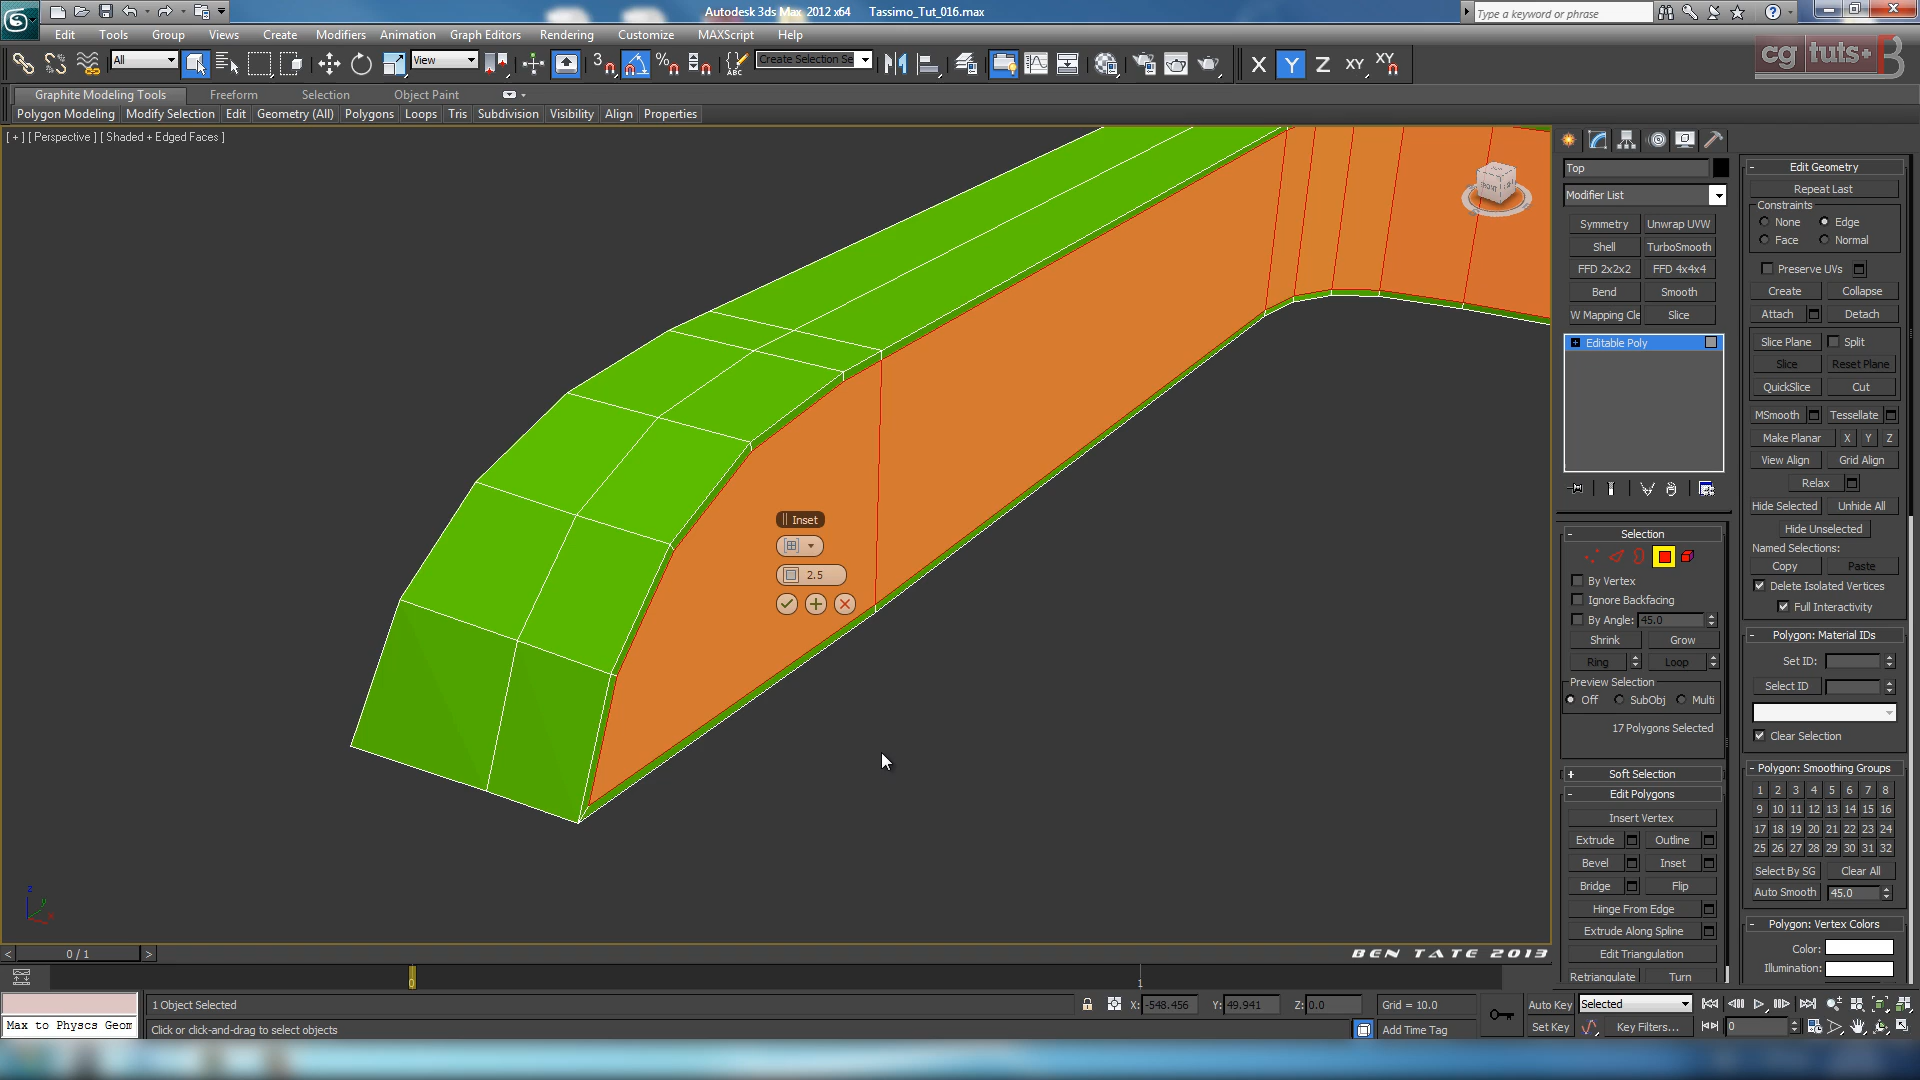 Autodesk 3ds Max 2012 x64 Tassimo_Tut_016.max
Type a keyword or phrase
Edit Tools Group Views Create Modifiers Animation Graph Editors Rendering Customize MAXScript Help
cg tuts+
All View Create Selection Se X Y Z XY XY
Graphite Modeling Tools Freeform Selection Object Paint
Polygon Modeling Modify Selection Edit Geometry (All) Polygons Loops Tris Subdivision Visibility Align Properties
[ + ] [ Perspective ] [ Shaded + Edged Faces ]
Inset
2.5
Top
Modifier List
Symmetry Unwrap UVW
Shell TurboSmooth
FFD 2x2x2 FFD 4x4x4
Bend Smooth
W Mapping Cle Slice
Editable Poly
Selection
By Vertex
Ignore Backfacing
By Angle: 45.0
Shrink Grow
Ring Loop
Preview Selection
Off SubObj Multi
17 Polygons Selected
Soft Selection
Edit Polygons
Insert Vertex
Extrude Outline
Bevel Inset
Bridge Flip
Hinge From Edge
Extrude Along Spline
Edit Triangulation
Retriangulate Turn
Edit Geometry
Repeat Last
Constraints
None Edge
Face Normal
Preserve UVs
Create Collapse
Attach Detach
Slice Plane Split
Slice Reset Plane
QuickSlice Cut
MSmooth Tessellate
Make Planar X Y Z
View Align Grid Align
Relax
Hide Selected Unhide All
Hide Unselected
Named Selections:
Copy Paste
Delete Isolated Vertices
Full Interactivity
Polygon: Material IDs
Set ID:
Select ID
Clear Selection
Polygon: Smoothing Groups
1 2 3 4 5 6 7 8
9 10 11 12 13 14 15 16
17 18 19 20 21 22 23 24
25 26 27 28 29 30 31 32
Select By SG Clear All
Auto Smooth 45.0
Polygon: Vertex Colors
Color:
Illumination:
z
y
x
BEN TATE 2013
< 0 / 1 >
0 1
1 Object Selected X: -548.456 Y: 49.941 Z: 0.0 Grid = 10.0 Auto Key Selected
Max to Physcs Geom Click or click-and-drag to select objects Add Time Tag Set Key Key Filters... 0